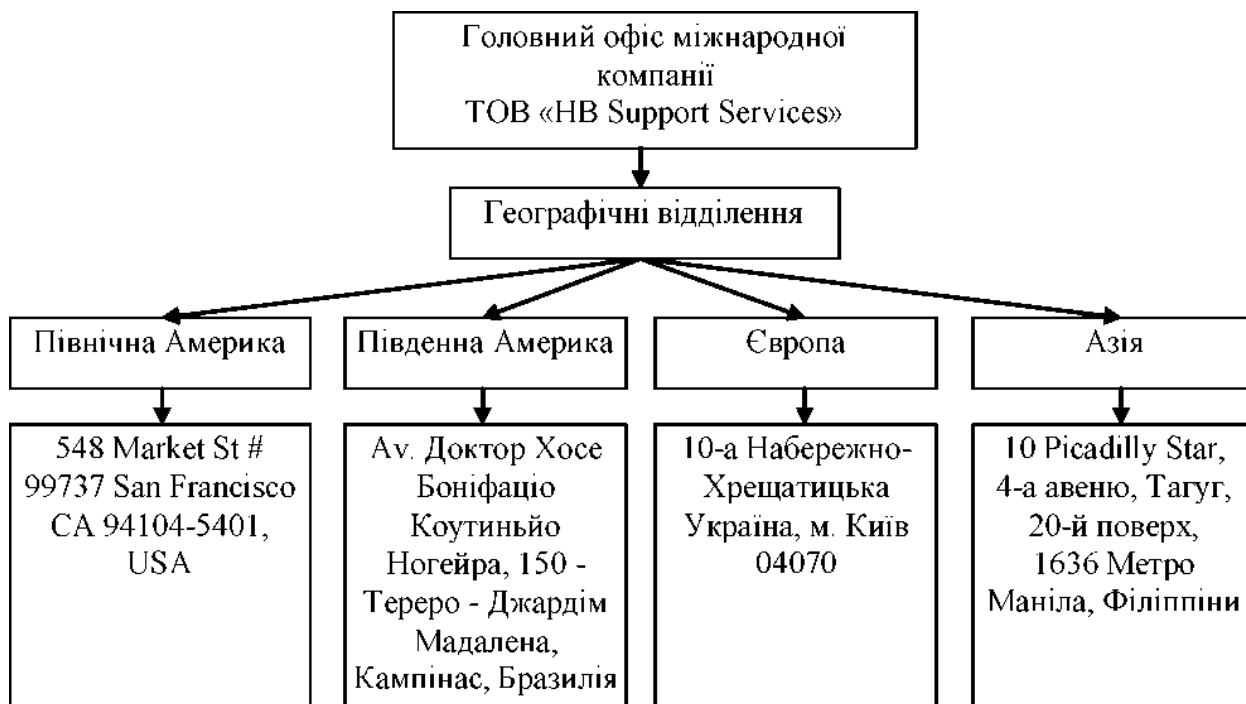 Головний офіс міжнародної
компанії
ТОВ «HB Support Services»
Географічні відділення
Північна Америка
Південна Америка
Європа
Азія
548 Market St #
99737 San Francisco
CA 94104-5401,
USA
Av. Доктор Хосе
Боніфаціо
Коутиньйо
Ногейра, 150 -
Тереро - Джардім
Мадалена,
Кампінас, Бразилія
10-а Набережно-
Хрещатицька
Україна, м. Київ
04070
10 Picadilly Star,
4-а авеню, Тагуг,
20-й поверх,
1636 Метро
Маніла, Філіппіни